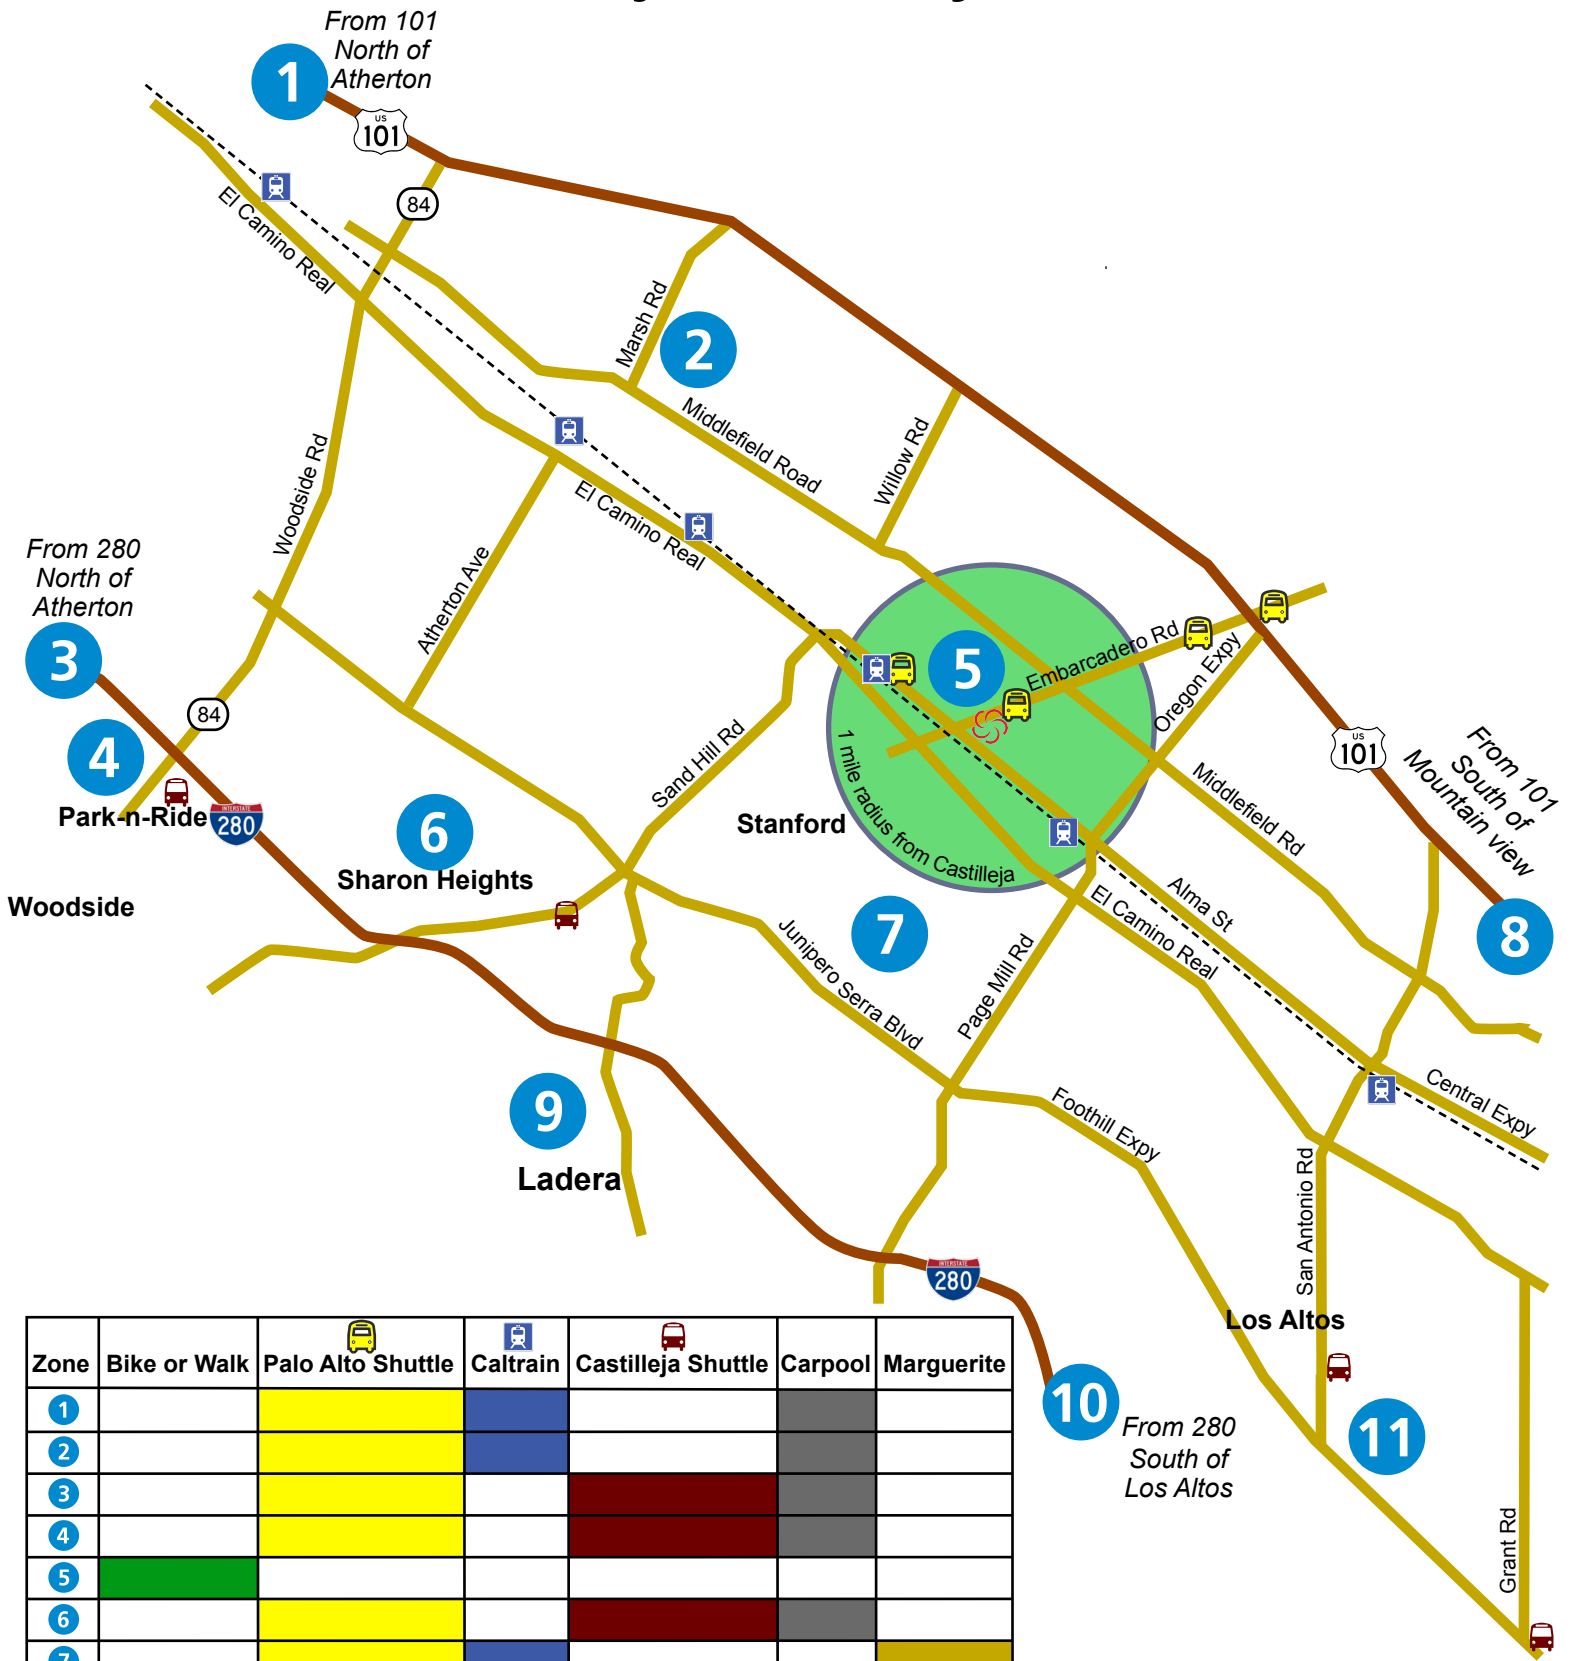 From 101
North of
Atherton
1
US
101
84
El Camino Real
Marsh Rd
2
Middlefield Road
Willow Rd
Woodside Rd
El Camino Real
Atherton Ave
From 280
North of
Atherton
3
84
4
Park-n-Ride
INTERSTATE
280
Woodside
6
Sharon Heights
Sand Hill Rd
Stanford
5
Embarcadero Rd
Oregon Expy
1 mile radius from Castilleja
US
101
From 101
South of
Mountain view
8
Middlefield Rd
Alma St
El Camino Real
7
Junipero Serra Blvd
Page Mill Rd
9
Ladera
Foothill Expy
Central Expy
San Antonio Rd
INTERSTATE
280
Los Altos
10
From 280
South of
Los Altos
11
Grant Rd
Zone Bike or Walk Palo Alto Shuttle Caltrain Castilleja Shuttle Carpool Marguerite
1
2
3
4
5
6
7